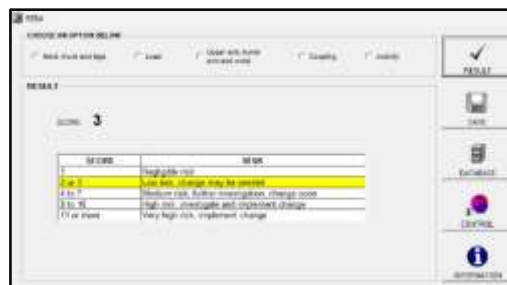 REBA
CHOOSE AN OPTION BELOW
Neck, trunk and legs
Load
Upper arm, lower
arm and wrist
Coupling
Activity
RESULT
SCORE: 3
SCORE RISK
1 Negligible risk
2 or 3 Low risk, change may be needed
4 to 7 Medium risk, further investigation, change soon
8 to 10 High risk, investigate and implement change
11 or more Very high risk, implement change
RESULT
SAVE
DATABASE
CONTROL
INFORMATION